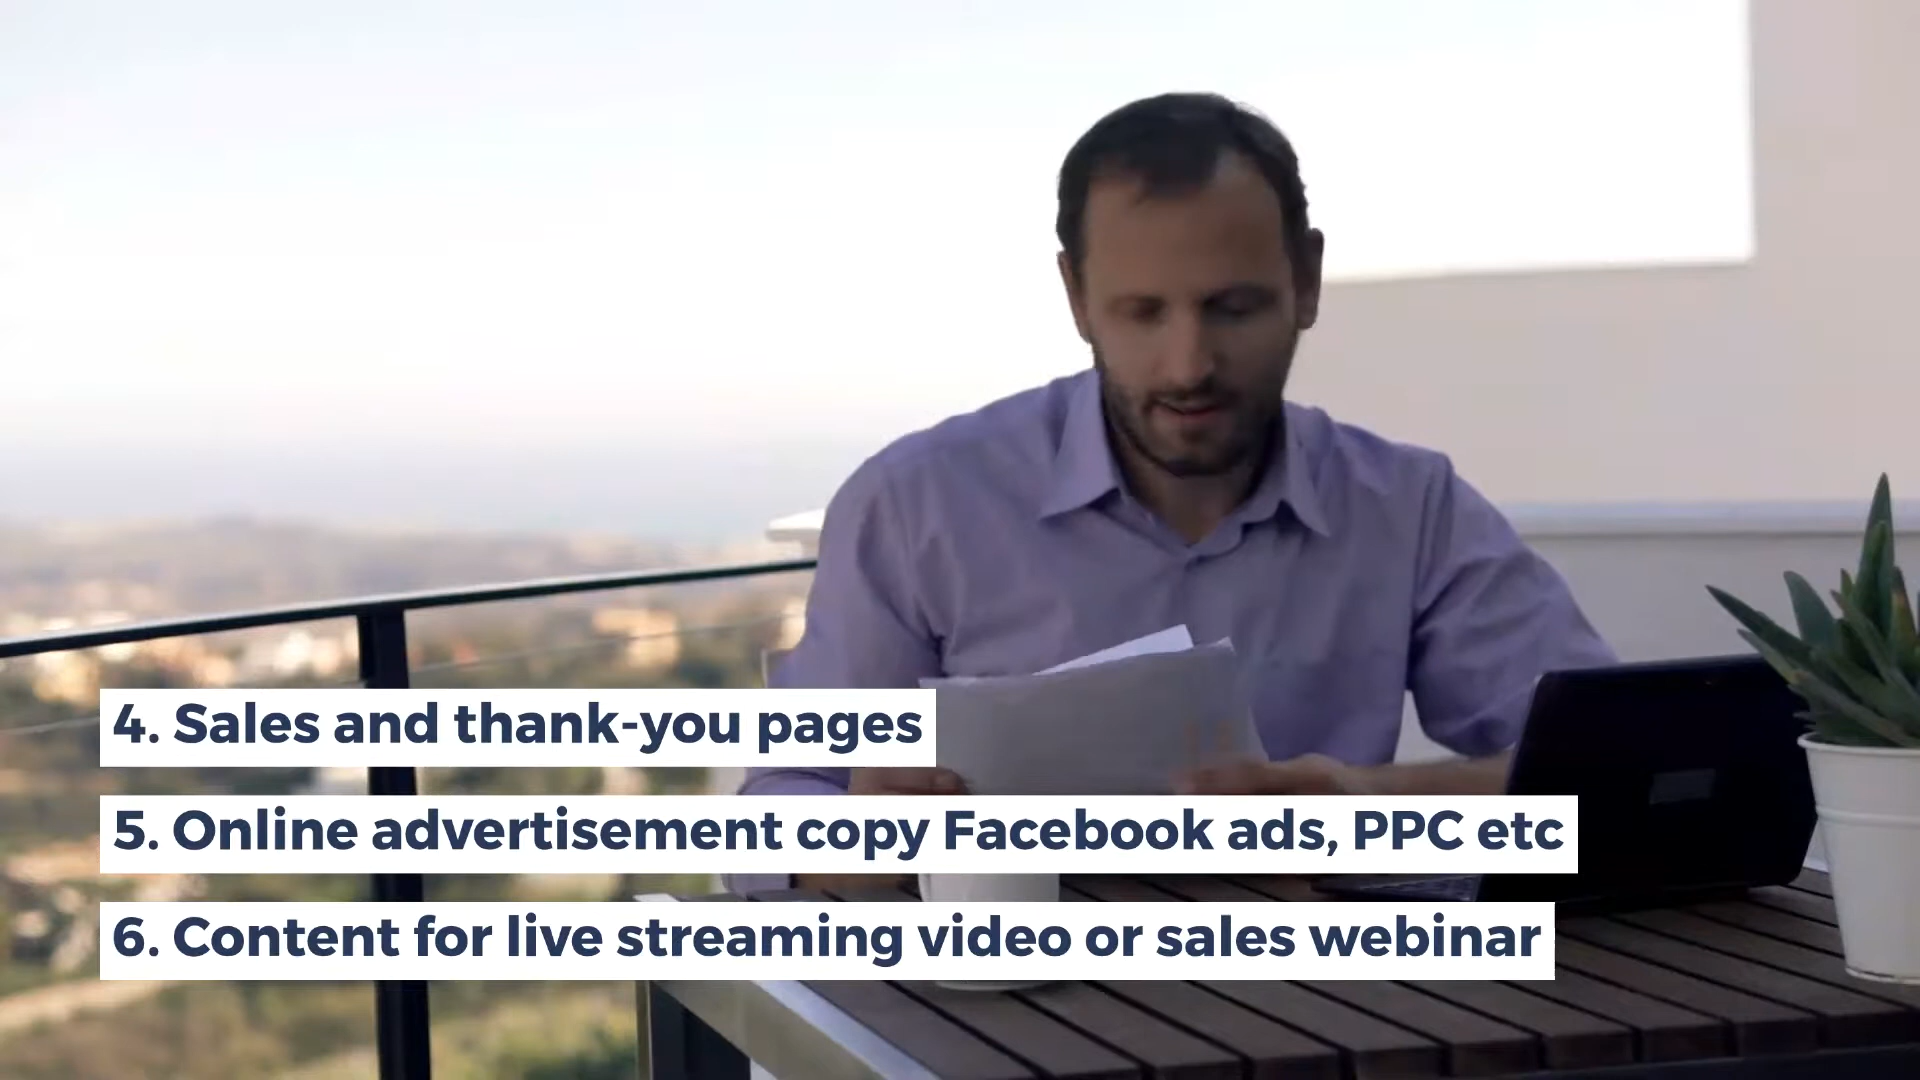 4. Sales and thank-you pages
5. Online advertisement copy Facebook ads, PPC etc
6. Content for live streaming video or sales webinar